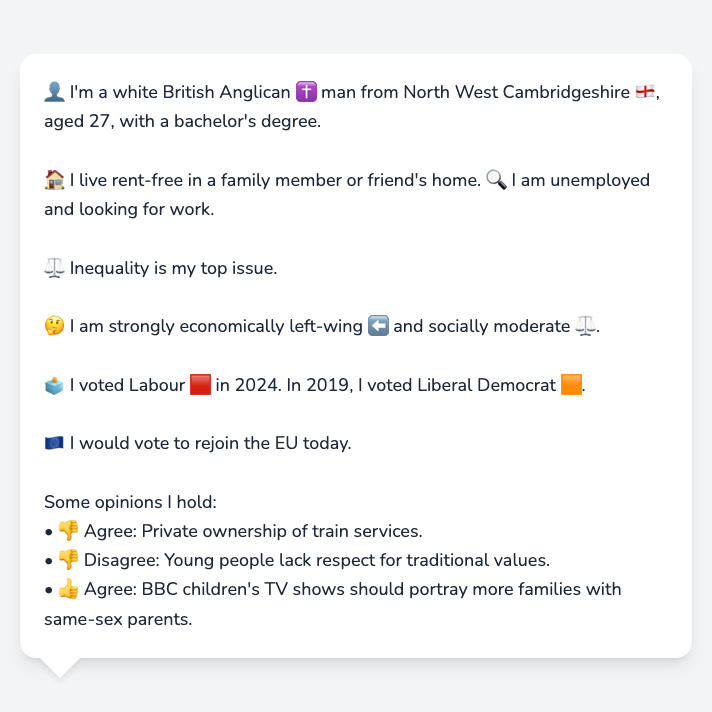 👤 I'm a white British Anglican ✝️ man from North West Cambridgeshire 🏴󠁧󠁢󠁥󠁮󠁧󠁿,
aged 27, with a bachelor's degree.
🏠 I live rent-free in a family member or friend's home. 🔍 I am unemployed
and looking for work.
⚖️ Inequality is my top issue.
🤔 I am strongly economically left-wing ⬅️ and socially moderate ⚖️.
🗳️ I voted Labour 🟥 in 2024. In 2019, I voted Liberal Democrat 🟧.
🇪🇺 I would vote to rejoin the EU today.
Some opinions I hold:
• 👎 Agree: Private ownership of train services.
• 👎 Disagree: Young people lack respect for traditional values.
• 👍 Agree: BBC children's TV shows should portray more families with
same-sex parents.